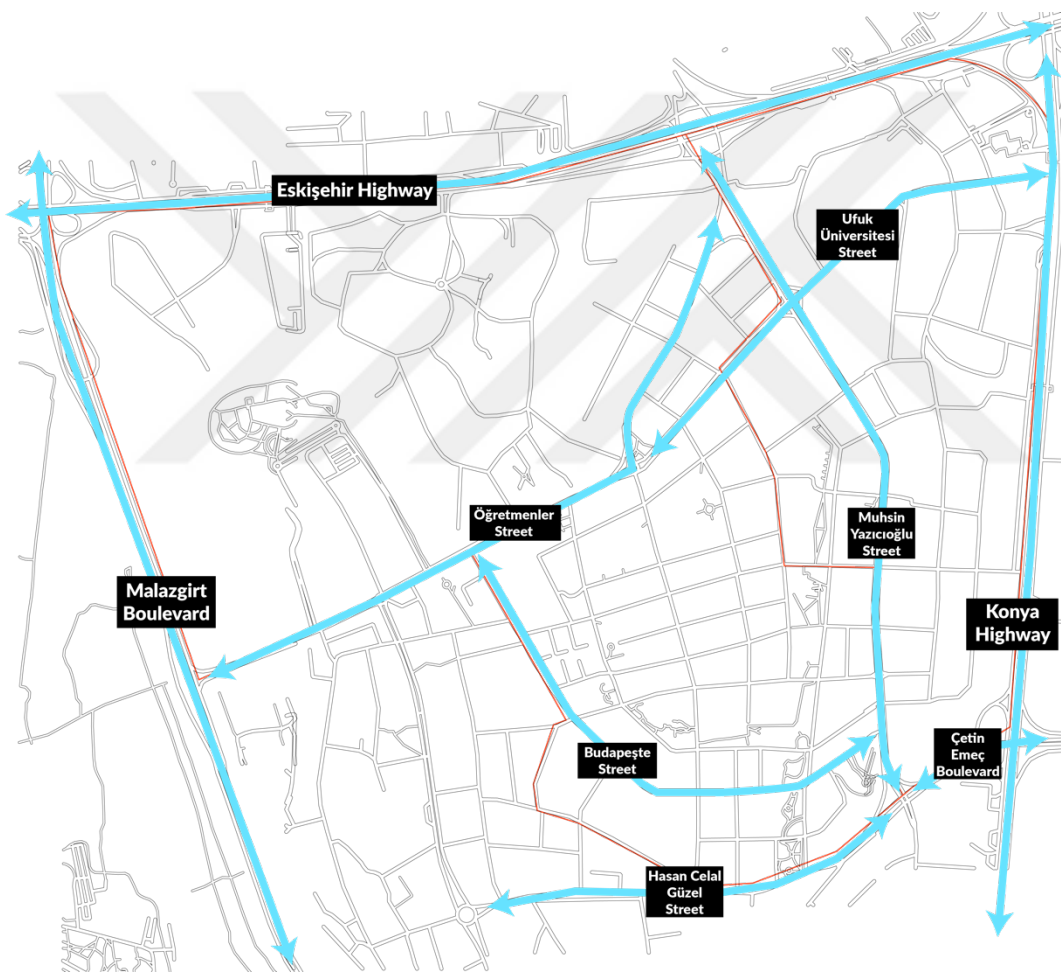 Eskişehir Highway
Ufuk
Üniversitesi
Street
Öğretmenler
Street
Muhsin
Yazıcıoğlu
Street
Malazgirt
Boulevard
Konya
Highway
Budapeşte
Street
Çetin
Emeç
Boulevard
Hasan Celal
Güzel
Street